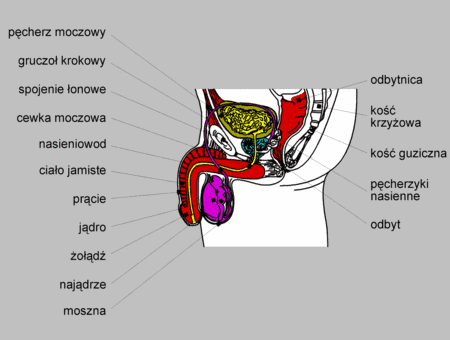 pęcherz moczowy
gruczoł krokowy
spojenie łonowe
cewka moczowa
nasieniowod
ciało jamiste
prącie
jądro
żołądź
najądrze
moszna
odbytnica
kość
krzyżowa
kość guziczna
pęcherzyki
nasienne
odbyt